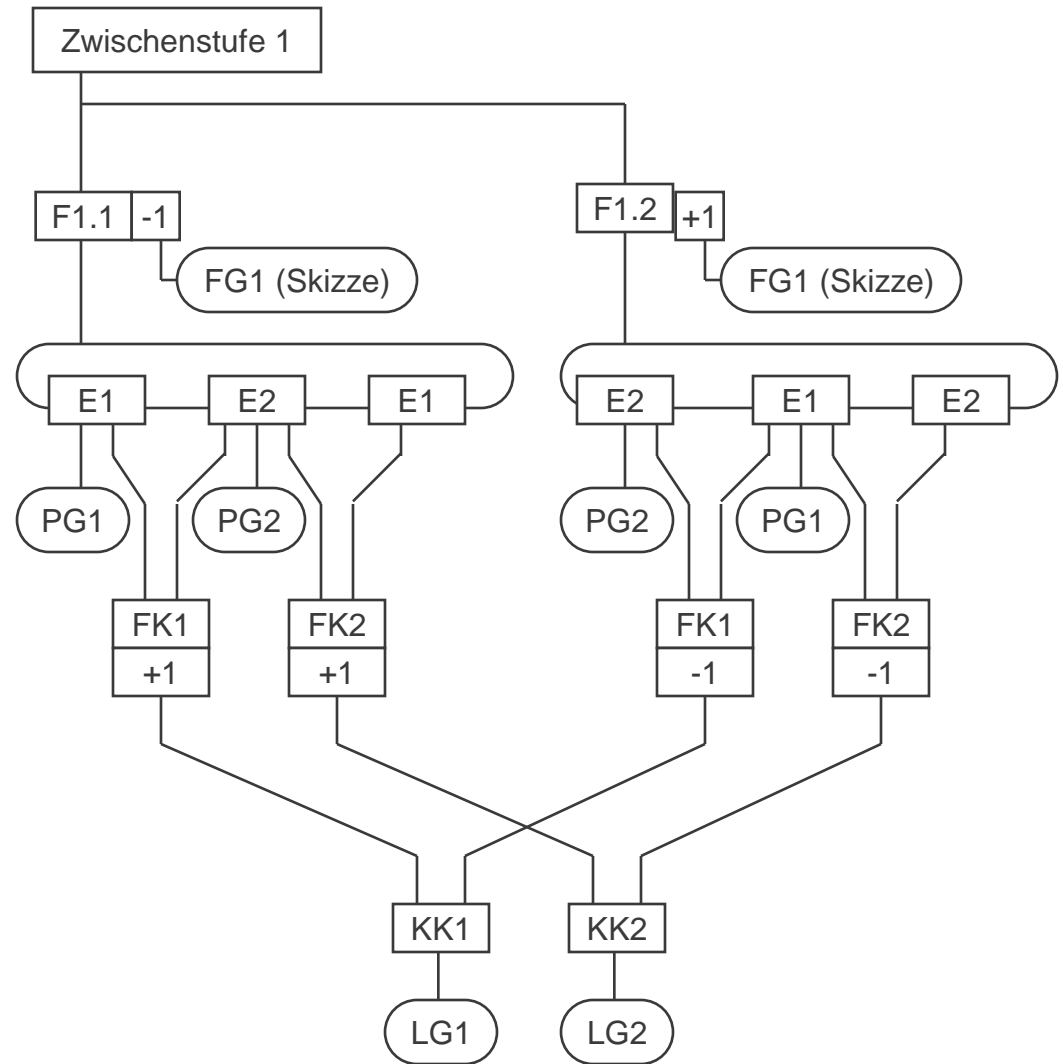 Zwischenstufe 1
F1.1 -1
F1.2 +1
FG1 (Skizze)
FG1 (Skizze)
E1 E2 E1
E2 E1 E2
PG1 PG2
PG2 PG1
FK1 FK2
FK1 FK2
+1 +1
-1 -1
KK1 KK2
LG1 LG2